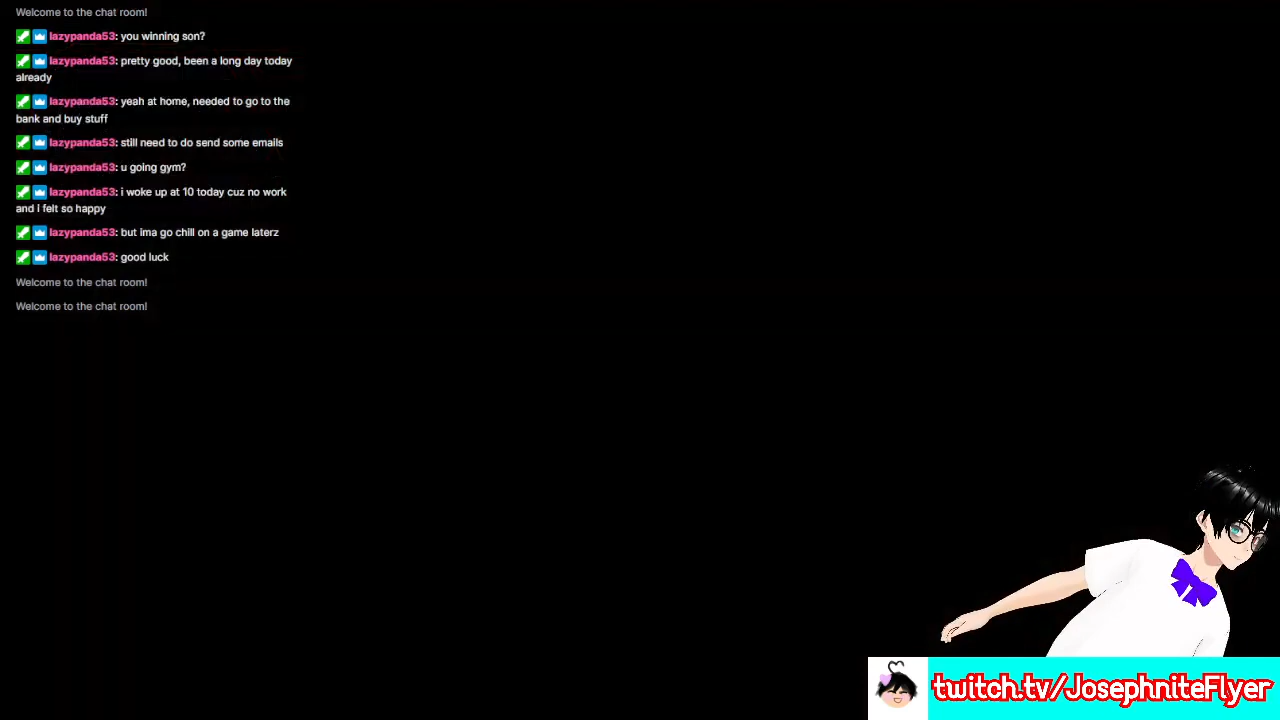 Welcome to the chat room!
lazypanda53: you winning son?
lazypanda53: pretty good, been a long day today
already
lazypanda53: yeah at home, needed to go to the
bank and buy stuff
lazypanda53: still need to do send some emails
lazypanda53: u going gym?
lazypanda53: i woke up at 10 today cuz no work
and i felt so happy
lazypanda53: but ima go chill on a game laterz
lazypanda53: good luck
Welcome to the chat room!
Welcome to the chat room!
twitch.tv/JosephniteFlyer